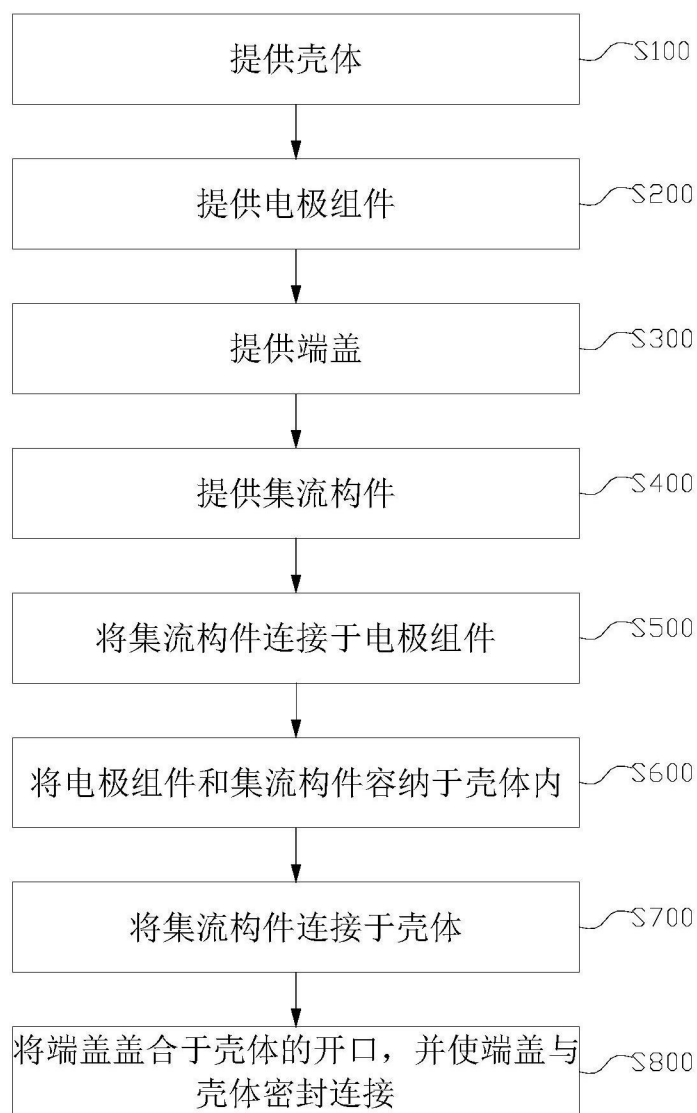 提供壳体
S100
提供电极组件
S200
提供端盖
S300
提供集流构件
S400
将集流构件连接于电极组件
S500
将电极组件和集流构件容纳于壳体内
S600
将集流构件连接于壳体
S700
将端盖盖合于壳体的开口，并使端盖与
壳体密封连接
S800